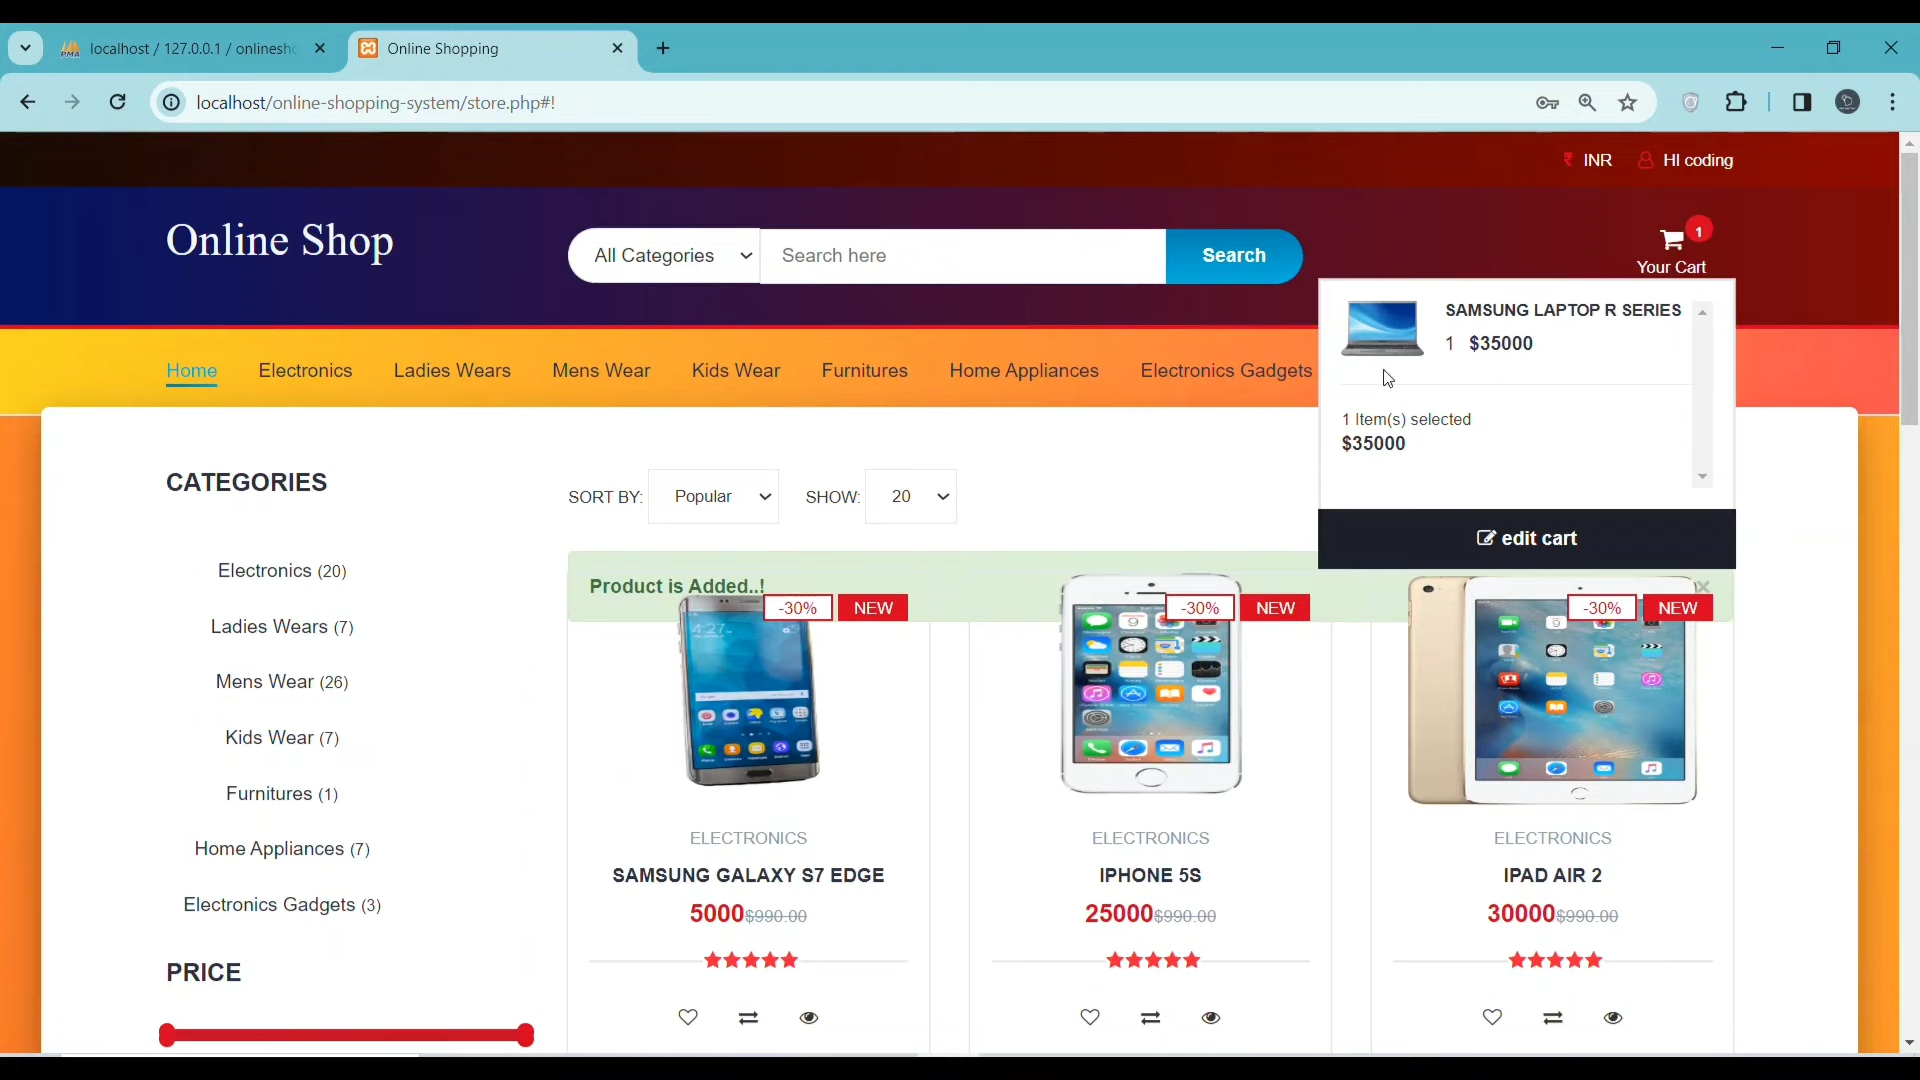 localhost / 127.0.0.1 / onlinesh
Online Shopping
localhost/online-shopping-system/store.php#!
₹ INR
HI coding
Online Shop
All Categories
Search here
Search
1
Your Cart
Home
Electronics
Ladies Wears
Mens Wear
Kids Wear
Furnitures
Home Appliances
Electronics Gadgets
SAMSUNG LAPTOP R SERIES
1 $35000
1 Item(s) selected
$35000
edit cart
CATEGORIES
Electronics (20)
Ladies Wears (7)
Mens Wear (26)
Kids Wear (7)
Furnitures (1)
Home Appliances (7)
Electronics Gadgets (3)
PRICE
SORT BY: Popular
SHOW: 20
Product is Added..!
-30% NEW
ELECTRONICS
SAMSUNG GALAXY S7 EDGE
5000$990.00
-30% NEW
ELECTRONICS
IPHONE 5S
25000$990.00
-30% NEW
ELECTRONICS
IPAD AIR 2
30000$990.00